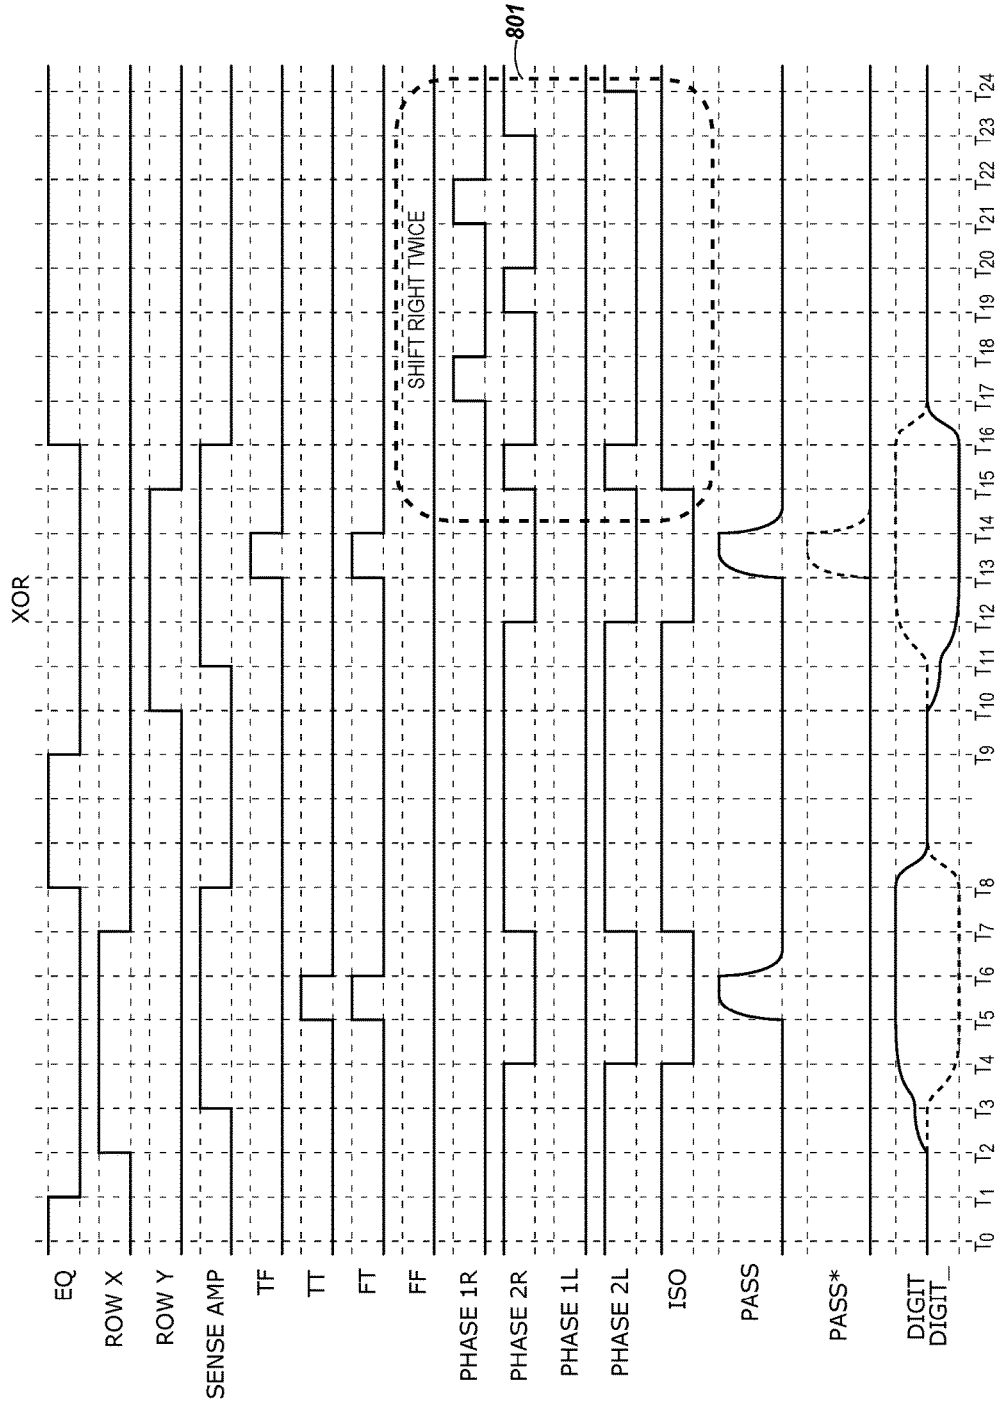 XOR
801
EQ
ROW X
ROW Y
SENSE AMP
TF
TT
FT
FF
SHIFT RIGHT TWICE
PHASE 1R
PHASE 2R
PHASE 1L
PHASE 2L
ISO
PASS
PASS*
DIGIT
DIGIT_
T0 T1 T2 T3 T4 T5 T6 T7 T8 T9 T10 T11 T12 T13 T14 T15 T16 T17 T18 T19 T20 T21 T22 T23 T24